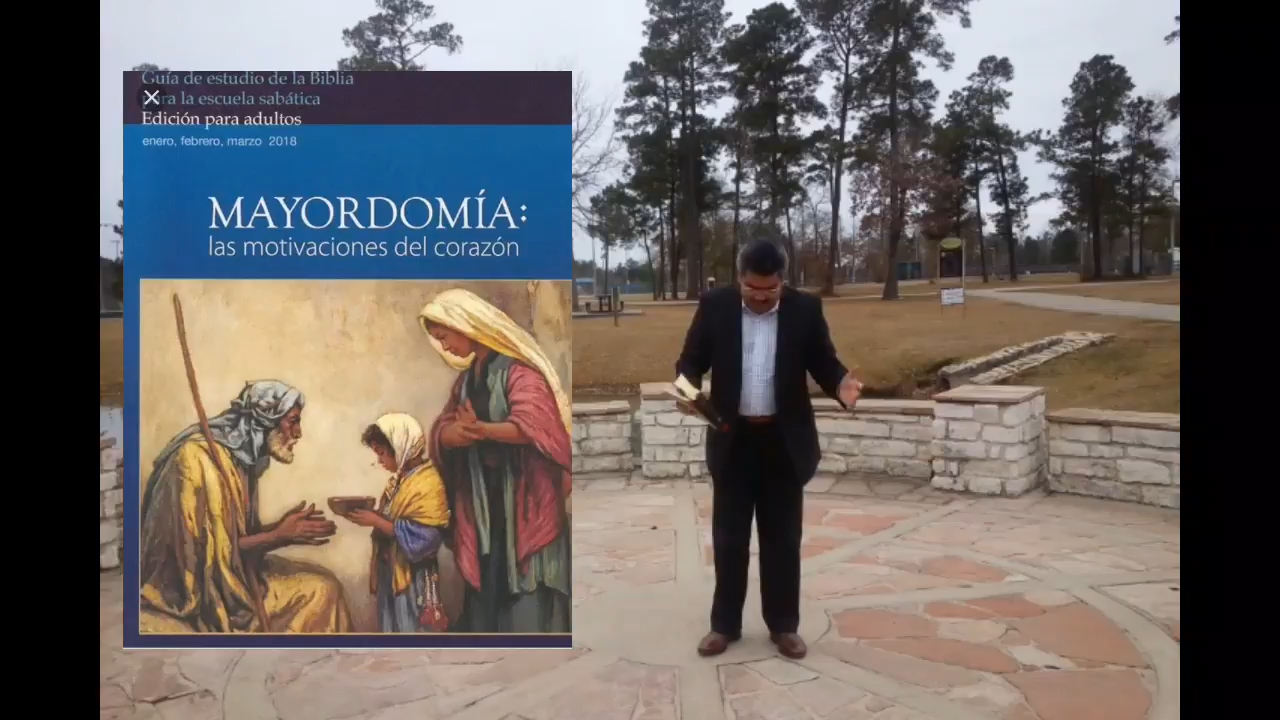 Guía de estudio de la Biblia
para la escuela sabática
Edición para adultos
enero, febrero, marzo 2018
MAYORDOMÍA:
las motivaciones del corazón